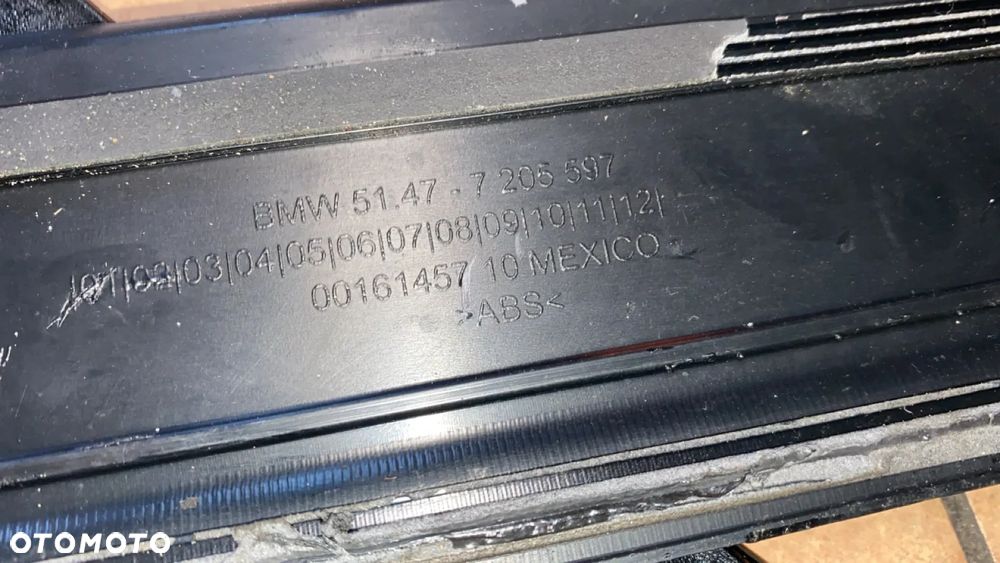 BMW 51.47 - 7 205 597
|01|02|03|04|05|06|07|08|09|10|11|12|
00161457 10 MEXICO
>ABS<
OTOMOTO